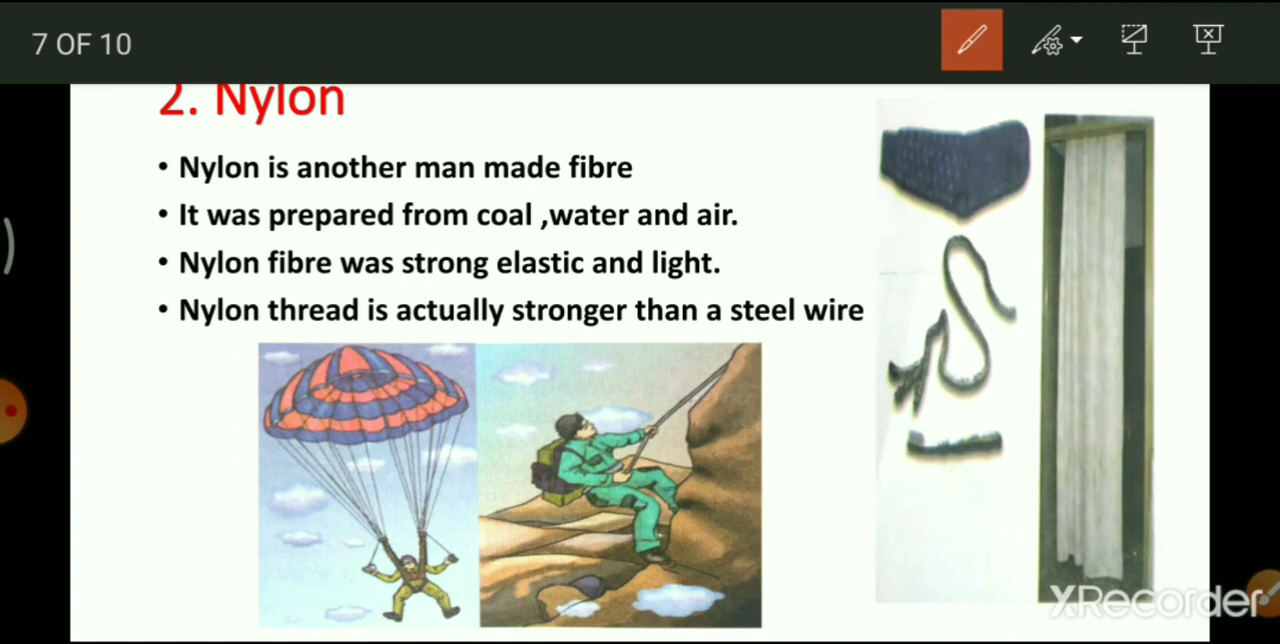 7 OF 10
2. Nylon
• Nylon is another man made fibre
• It was prepared from coal ,water and air.
• Nylon fibre was strong elastic and light.
• Nylon thread is actually stronger than a steel wire
XRecorder